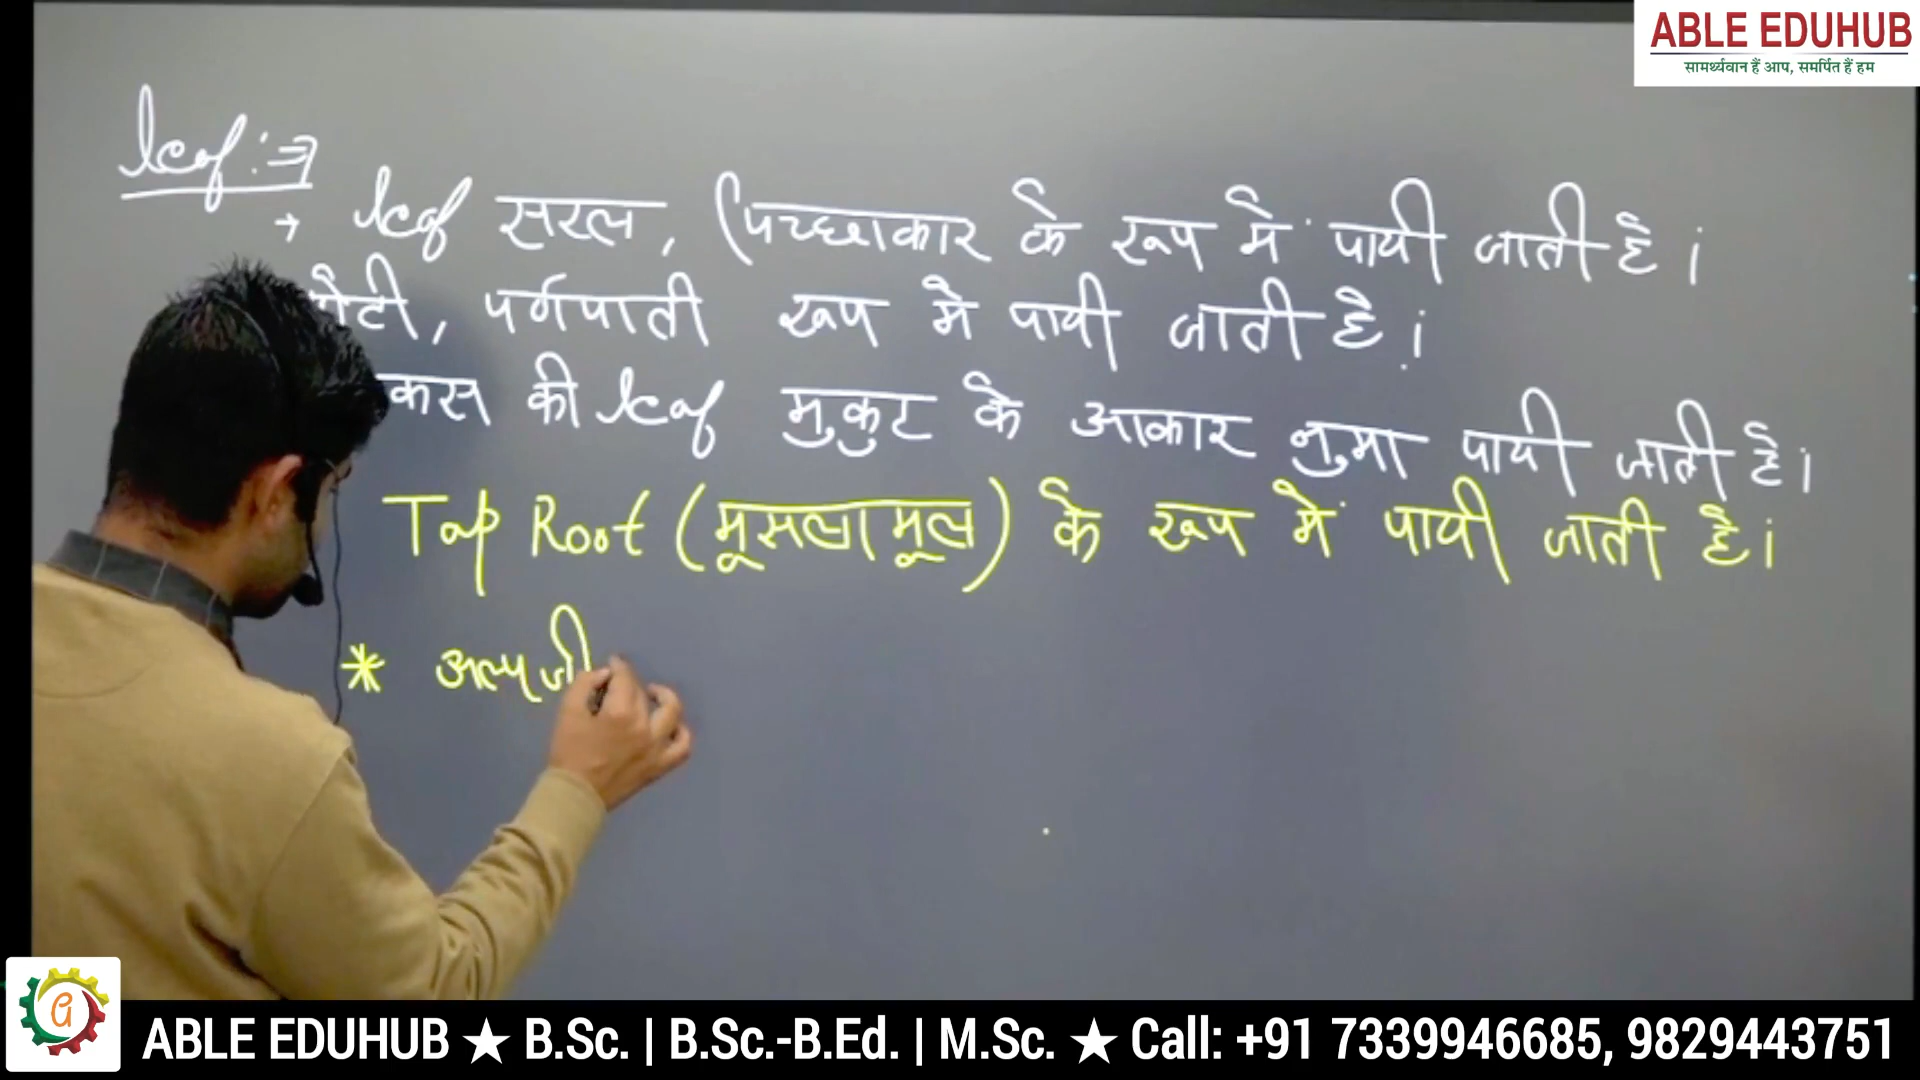 ABLE EDUHUB
सामर्थ्यवान हैं आप, समर्पित हैं हम
leaf :⇒
→ leaf सरल, पिच्छाकार के रूप में पायी जाती है।
पर्णपाती रूप मे पायी जाती है।
की leaf मुकुट के आकार नुमा पायी जाती है।
Tap Root (मूसलामूल) के रूप में पायी जाती है।
* अल्पजी
ABLE EDUHUB ★ B.Sc. | B.Sc.-B.Ed. | M.Sc. ★ Call: +91 7339946685, 9829443751